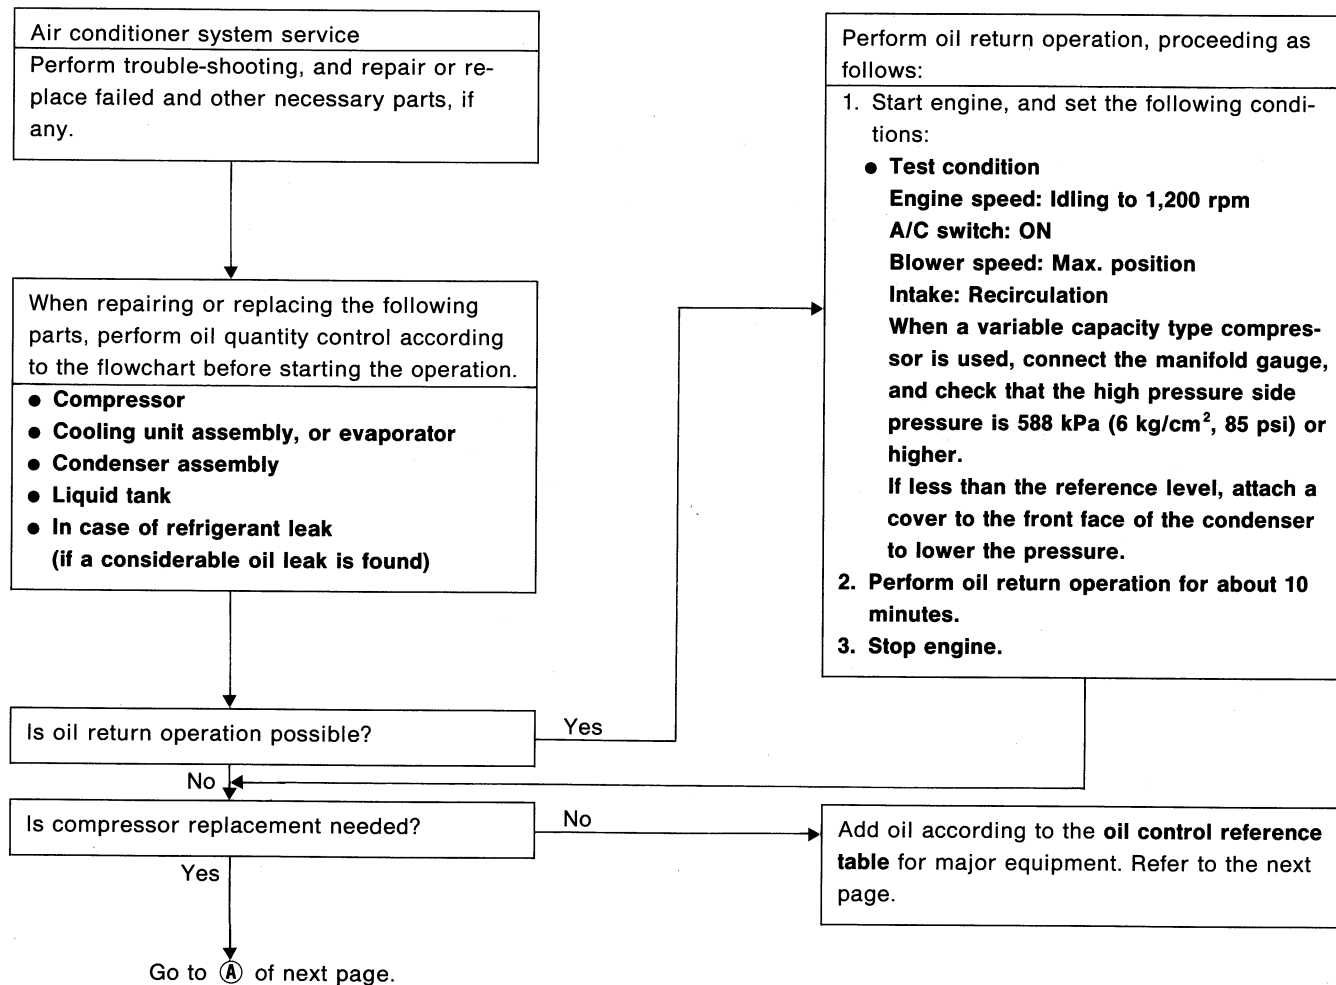 Air conditioner system service
Perform trouble-shooting, and repair or re-
place failed and other necessary parts, if
any.
When repairing or replacing the following
parts, perform oil quantity control according
to the flowchart before starting the operation.
● Compressor
● Cooling unit assembly, or evaporator
● Condenser assembly
● Liquid tank
● In case of refrigerant leak
(if a considerable oil leak is found)
Is oil return operation possible?
Yes
No
Perform oil return operation, proceeding as
follows:
1. Start engine, and set the following condi-
tions:
● Test condition
Engine speed: Idling to 1,200 rpm
A/C switch: ON
Blower speed: Max. position
Intake: Recirculation
When a variable capacity type compres-
sor is used, connect the manifold gauge,
and check that the high pressure side
pressure is 588 kPa (6 kg/cm², 85 psi) or
higher.
If less than the reference level, attach a
cover to the front face of the condenser
to lower the pressure.
2. Perform oil return operation for about 10
minutes.
3. Stop engine.
Is compressor replacement needed?
No
Yes
Add oil according to the oil control reference
table for major equipment. Refer to the next
page.
Go to Ⓐ of next page.